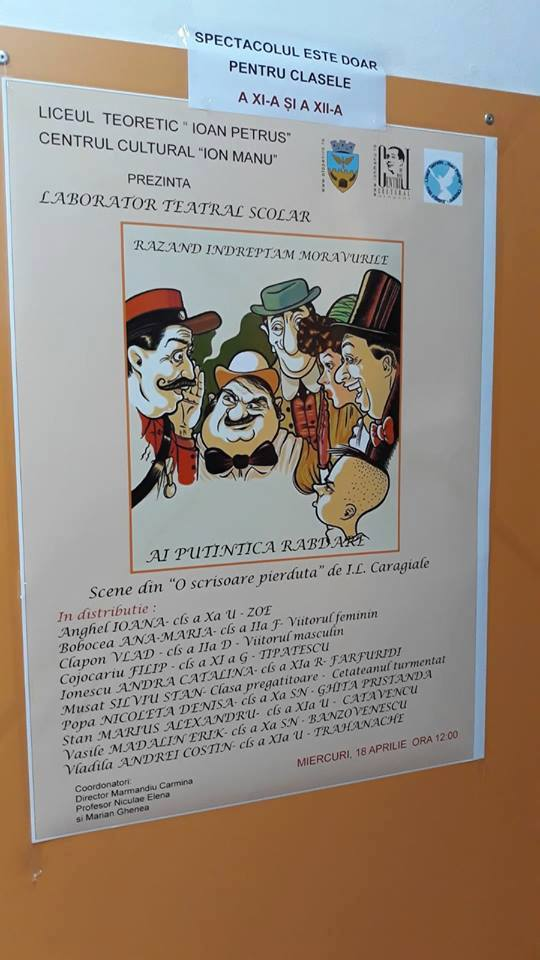 SPECTACOLUL ESTE DOAR
PENTRU CLASELE
A XI-A ȘI A XII-A
LICEUL TEORETIC " IOAN PETRUS"
CENTRUL CULTURAL "ION MANU"
PREZINTA
LABORATOR TEATRAL SCOLAR
RAZAND INDREPTAM MORAVURILE
AI PUTINTICA RABDARE
Scene din "O scrisoare pierduta" de I.L. Caragiale
In distributie :
Anghel IOANA- cls a Xa U - ZOE
Bobocea ANA-MARIA- cls a IIa F- Viitorul feminin
Clapon VLAD - cls a IIa D - Viitorul masculin
Cojocariu FILIP - cls a XI a G - TIPATESCU
Ionescu ANDRA CATALINA- cls a XIa R- FARFURIDI
Musat SILVIU STAN- Clasa pregatitoare - Cetateanul turmentat
Popa NICOLETA DENISA- cls a Xa SN - GHITA PRISTANDA
Stan MARIUS ALEXANDRU- cls a XIa U - CATAVENCU
Vasile MADALIN ERIK- cls a Xa SN - BANZOVENESCU
Vladila ANDREI COSTIN- cls a XIa U - TRAHANACHE
MIERCURI, 18 APRILIE ORA 12:00
Coordonatori:
Director Marmandiu Carmina
Profesor Niculae Elena
si Marian Ghenea